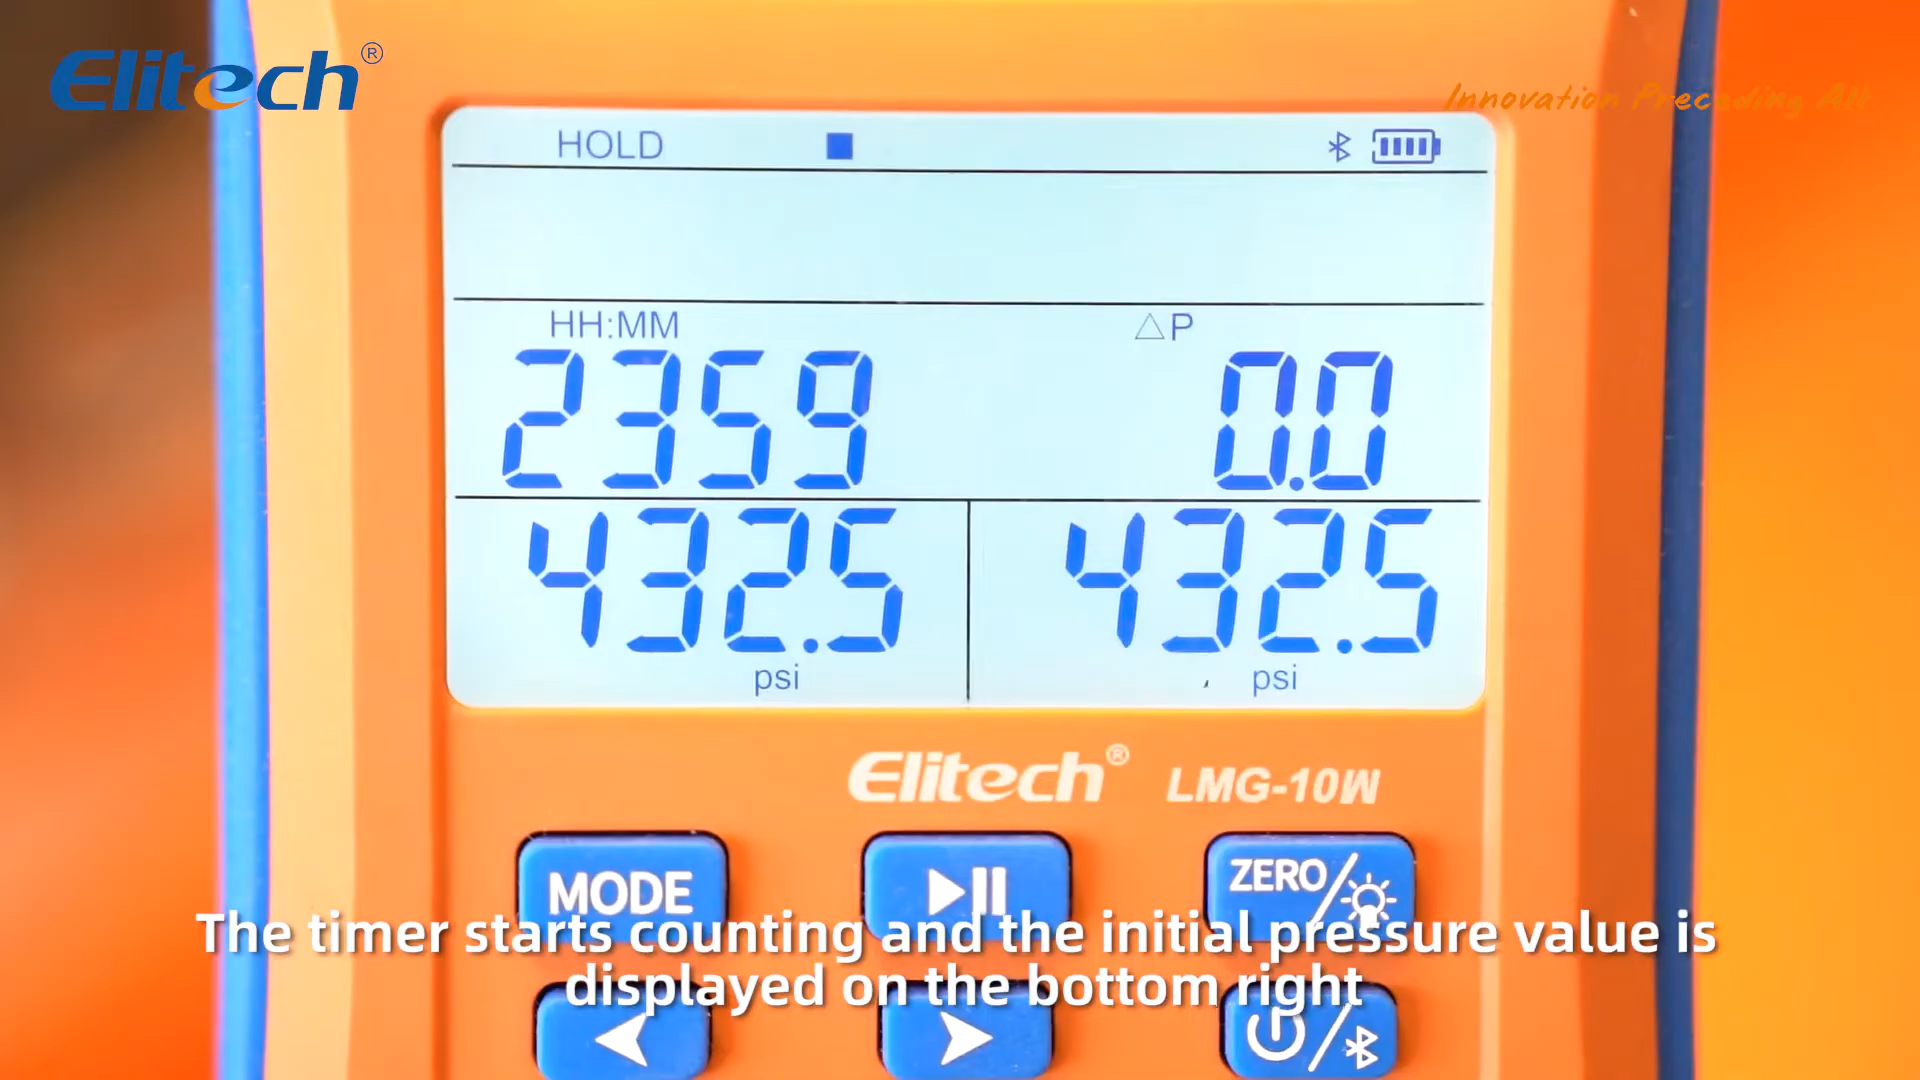 Elitech®
Innovation Preceding All
HOLD
HH:MM
△P
2359
0.0
432.5
432.5
psi
psi
Elitech® LMG-10W
MODE
ZERO/
The timer starts counting and the initial pressure value is
displayed on the bottom right